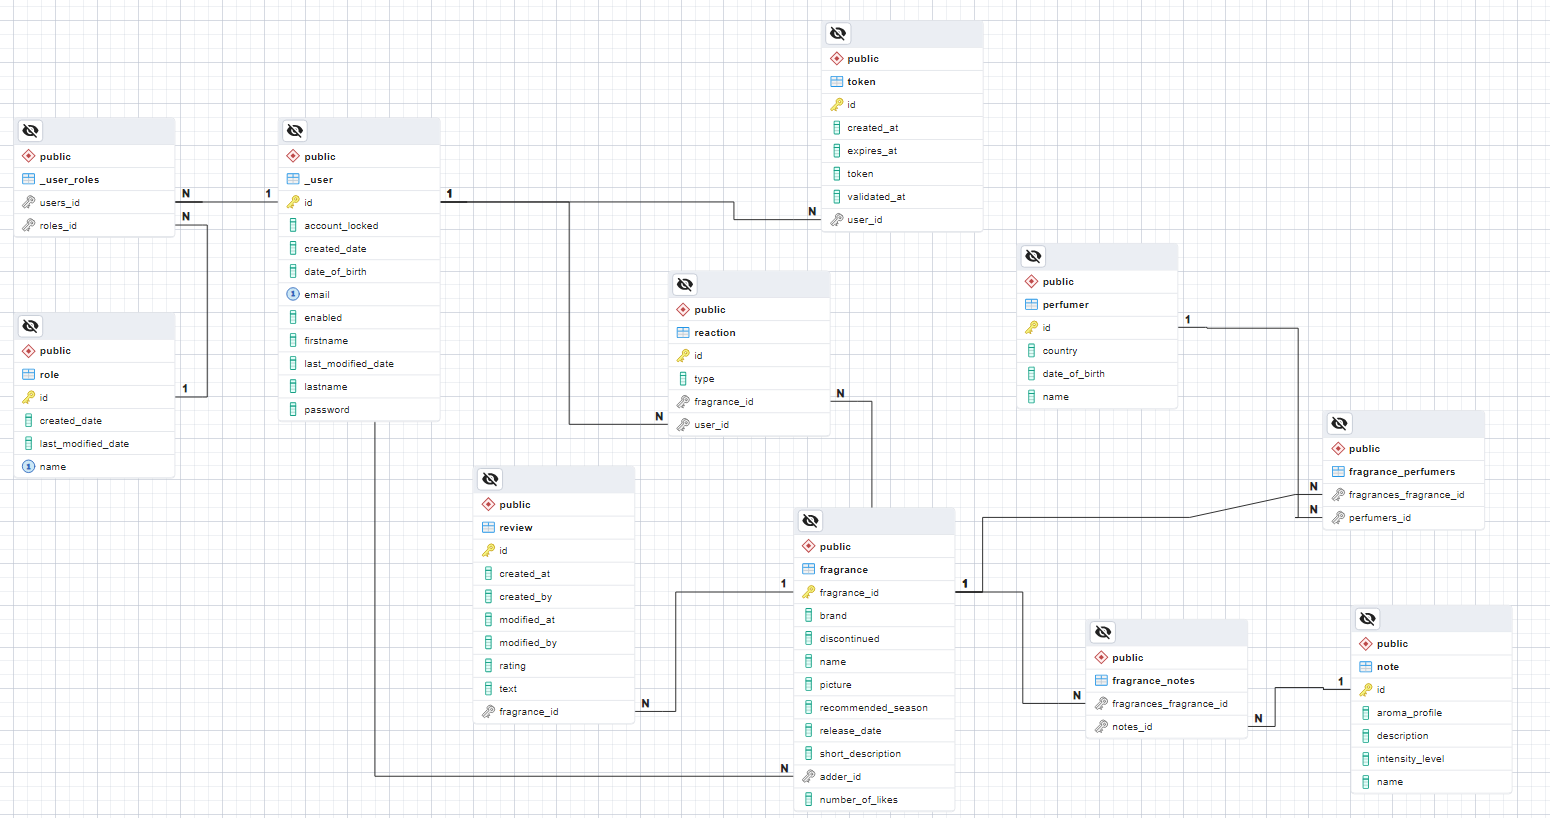 public
token
id
created_at
expires_at
token
validated_at
user_id
N
public
_user_roles
users_id
roles_id
N
N
public
_user
id
account_locked
created_date
date_of_birth
email
enabled
firstname
last_modified_date
lastname
password
1
1
public
role
id
created_date
last_modified_date
name
1
public
reaction
id
type
fragrance_id
user_id
N
N
public
perfumer
id
country
date_of_birth
name
1
public
fragrance_perfumers
fragrances_fragrance_id
perfumers_id
N
N
public
review
id
created_at
created_by
modified_at
modified_by
rating
text
fragrance_id
N
public
fragrance
fragrance_id
brand
discontinued
name
picture
recommended_season
release_date
short_description
adder_id
number_of_likes
1
1
N
public
fragrance_notes
fragrances_fragrance_id
notes_id
N
N
public
note
id
aroma_profile
description
intensity_level
name
1